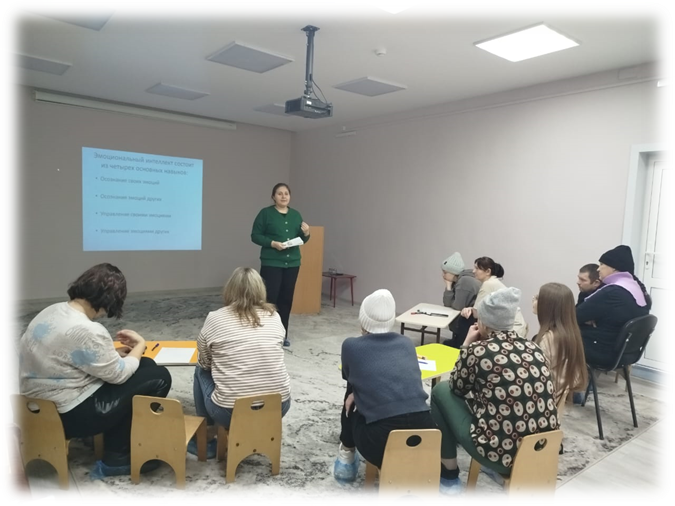 Эмоциональный интеллект состоит
из четырех основных навыков
• Осознание своих эмоций
• Осознание эмоций других
• Управление своими эмоциями
• Управление эмоциями других